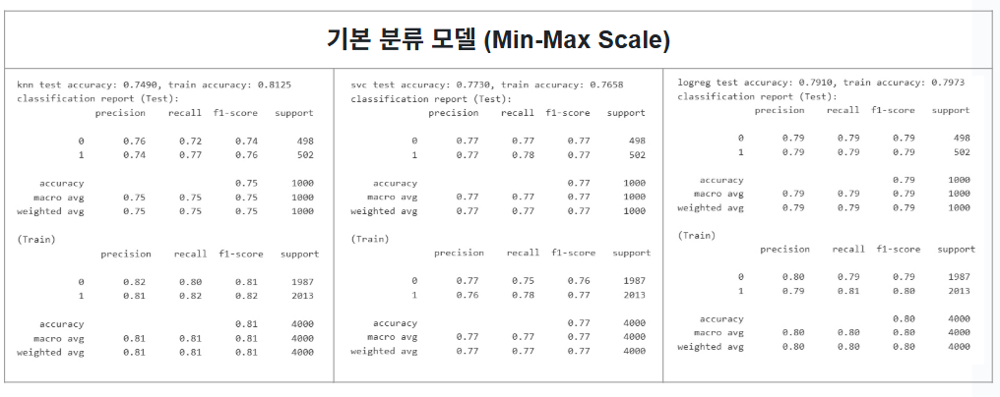 기본 분류 모델 (Min-Max Scale)
knn test accuracy: 0.7490, train accuracy: 0.8125
classification report (Test):
precision recall f1-score support
0 0.76 0.72 0.74 498
1 0.74 0.77 0.76 502
accuracy 0.75 1000
macro avg 0.75 0.75 0.75 1000
weighted avg 0.75 0.75 0.75 1000
(Train)
precision recall f1-score support
0 0.82 0.80 0.81 1987
1 0.81 0.82 0.82 2013
accuracy 0.81 4000
macro avg 0.81 0.81 0.81 4000
weighted avg 0.81 0.81 0.81 4000
svc test accuracy: 0.7730, train accuracy: 0.7658
classification report (Test):
precision recall f1-score support
0 0.77 0.77 0.77 498
1 0.77 0.78 0.77 502
accuracy 0.77 1000
macro avg 0.77 0.77 0.77 1000
weighted avg 0.77 0.77 0.77 1000
(Train)
precision recall f1-score support
0 0.77 0.75 0.76 1987
1 0.76 0.78 0.77 2013
accuracy 0.77 4000
macro avg 0.77 0.77 0.77 4000
weighted avg 0.77 0.77 0.77 4000
logreg test accuracy: 0.7910, train accuracy: 0.7973
classification report (Test):
precision recall f1-score support
0 0.79 0.79 0.79 498
1 0.79 0.79 0.79 502
accuracy 0.79 1000
macro avg 0.79 0.79 0.79 1000
weighted avg 0.79 0.79 0.79 1000
(Train)
precision recall f1-score support
0 0.80 0.79 0.79 1987
1 0.79 0.81 0.80 2013
accuracy 0.80 4000
macro avg 0.80 0.80 0.80 4000
weighted avg 0.80 0.80 0.80 4000